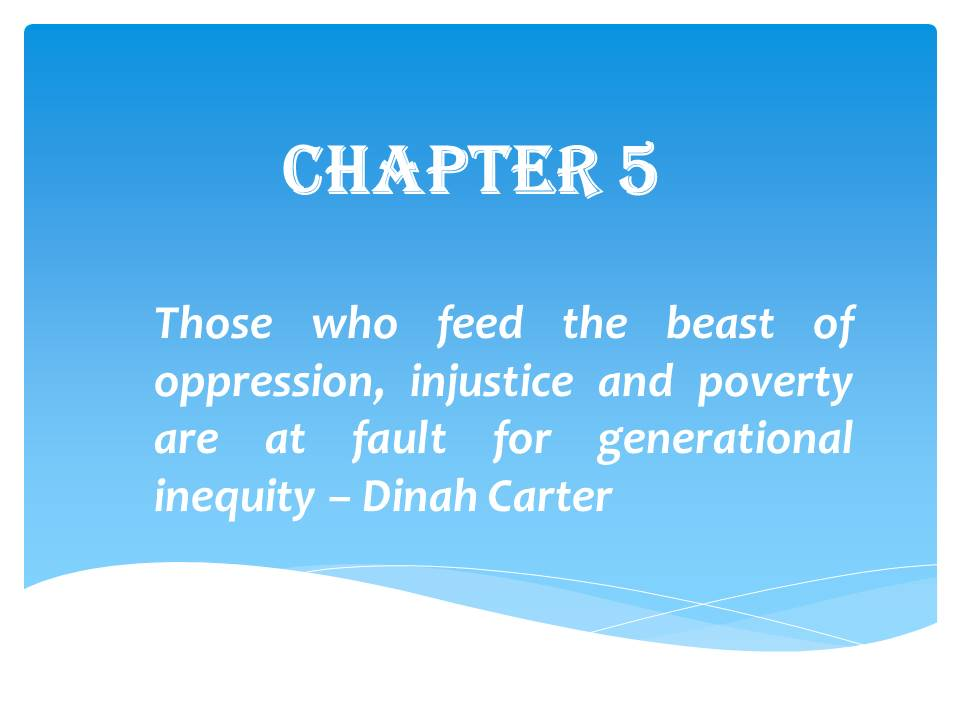 CHAPTER 5
Those who feed the beast of
oppression, injustice and poverty
are at fault for generational
inequity – Dinah Carter